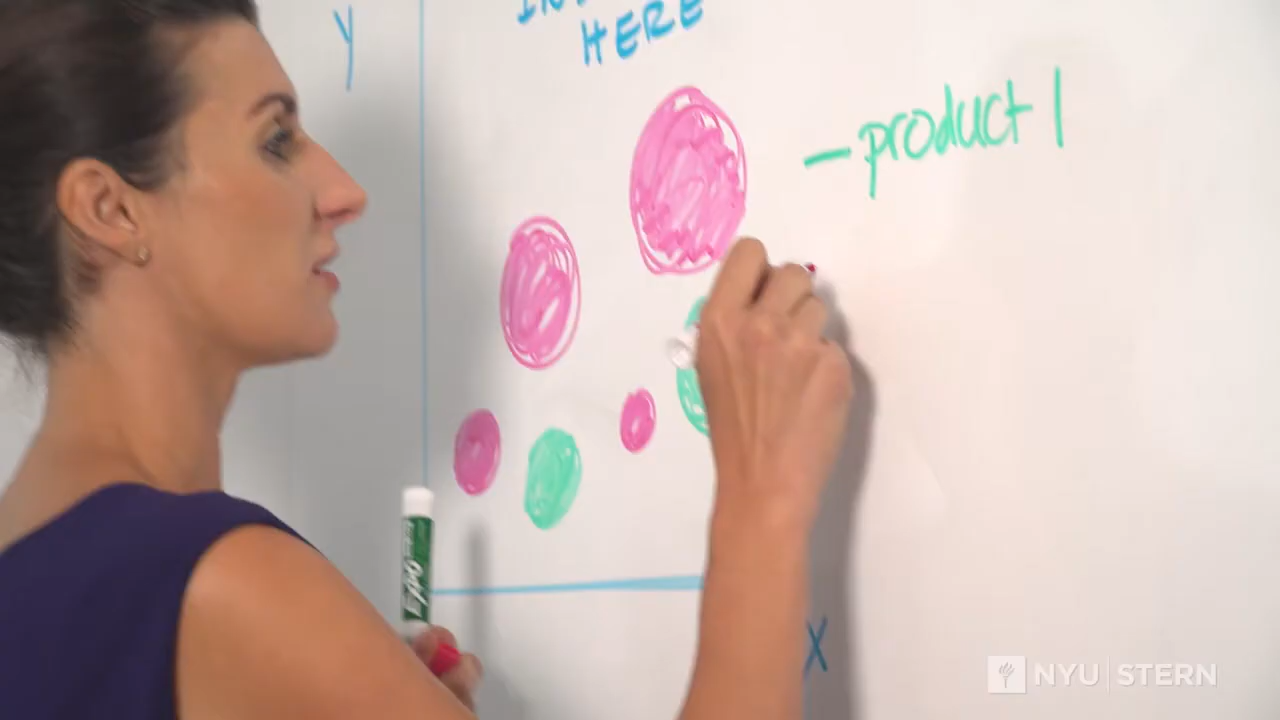 y
HERE
– product 1
EXPO
x
NYU | STERN